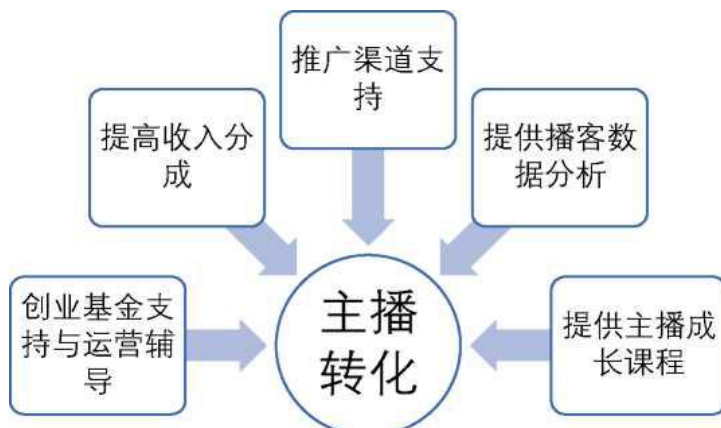 推广渠道支
持
提高收入分
成
提供播客数
据分析
创业基金支
持与运营辅
导
主播
转化
提供主播成
长课程